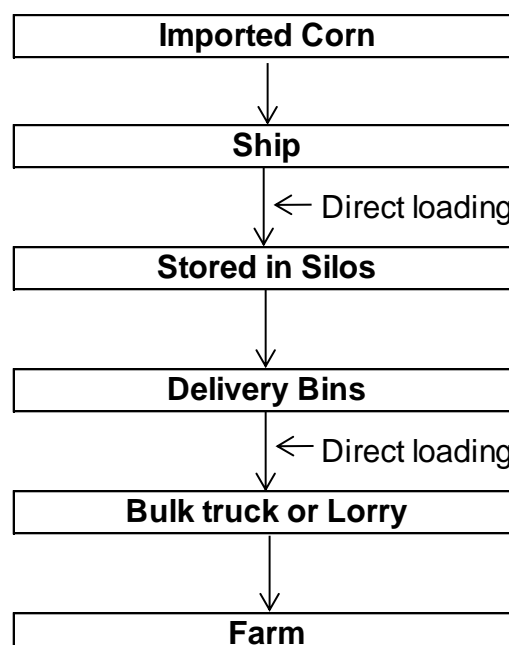 Imported Corn
Ship
Direct loading
Stored in Silos
Delivery Bins
Direct loading
Bulk truck or Lorry
Farm